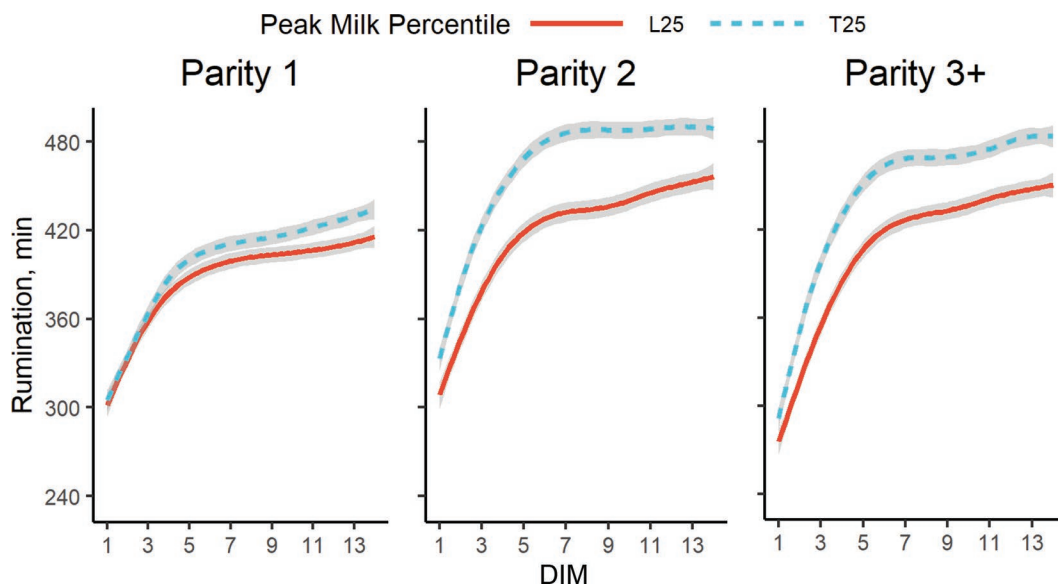 Peak Milk Percentile L25 T25
Parity 1 Parity 2 Parity 3+
Rumination, min
480
420
360
300
240
1 3 5 7 9 11 13 1 3 5 7 9 11 13 1 3 5 7 9 11 13
DIM